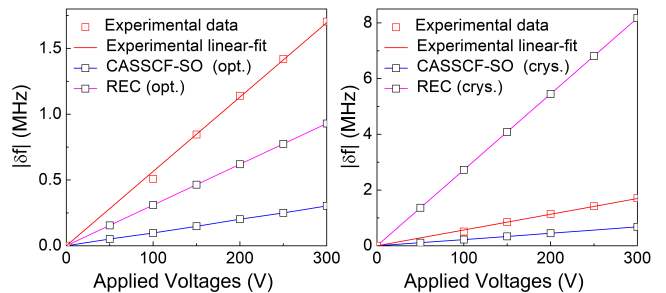 |δf| (MHz)
1.5
1.0
0.5
0.0
Experimental data
Experimental linear-fit
CASSCF-SO (opt.)
REC (opt.)
0
100
200
300
Applied Voltages (V)
|δf| (MHz)
8
6
4
2
0
Experimental data
Experimental linear-fit
CASSCF-SO (crys.)
REC (crys.)
0
100
200
300
Applied Voltages (V)